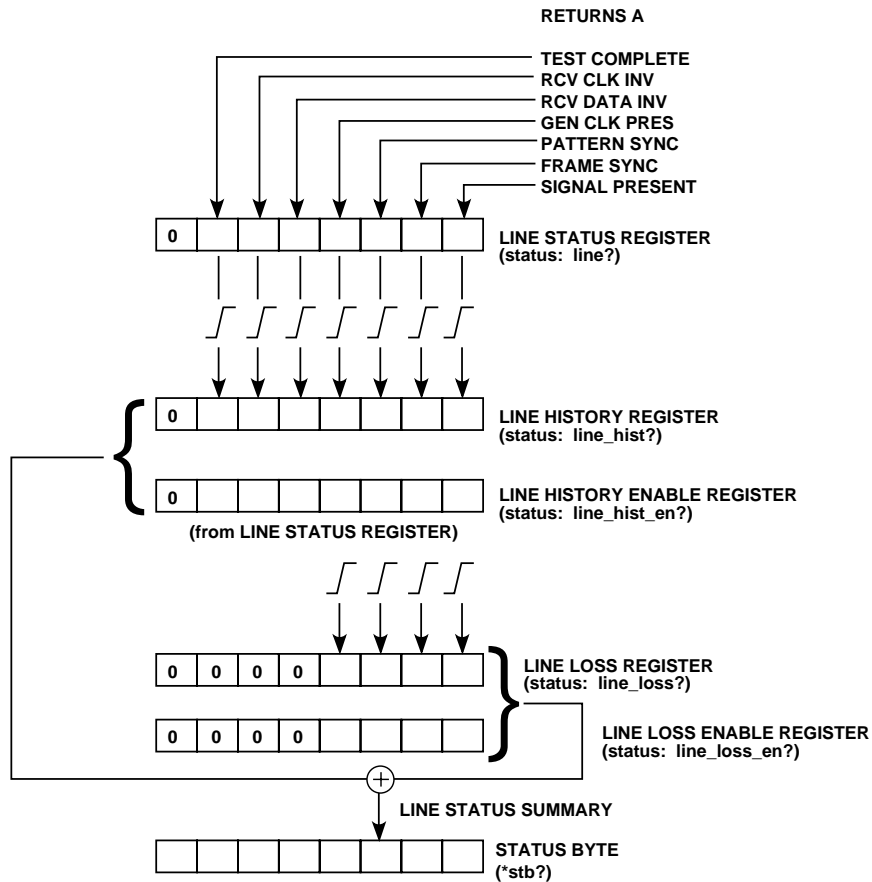 RETURNS A
TEST COMPLETE
RCV CLK INV
RCV DATA INV
GEN CLK PRES
PATTERN SYNC
FRAME SYNC
SIGNAL PRESENT
0
LINE STATUS REGISTER
(status: line?)
0
LINE HISTORY REGISTER
(status: line_hist?)
0
LINE HISTORY ENABLE REGISTER
(status: line_hist_en?)
(from LINE STATUS REGISTER)
0 0 0 0
LINE LOSS REGISTER
(status: line_loss?)
0 0 0 0
LINE LOSS ENABLE REGISTER
(status: line_loss_en?)
+
LINE STATUS SUMMARY
STATUS BYTE
(*stb?)